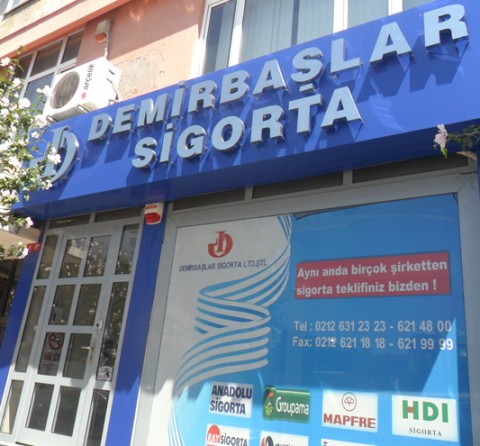 arçelik
DEMİRBAŞLAR
SİGORTA
DEMİRBAŞLAR SİGORTA LTD.ŞTİ.
Aynı anda birçok şirketten
sigorta teklifiniz bizden !
Tel : 0212 631 23 23 - 621 48 00
Fax: 0212 621 18 18 - 621 99 99
ANADOLU
SİGORTA
Groupama
MAPFRE
HDI
SİGORTA
RAY SİGORTA